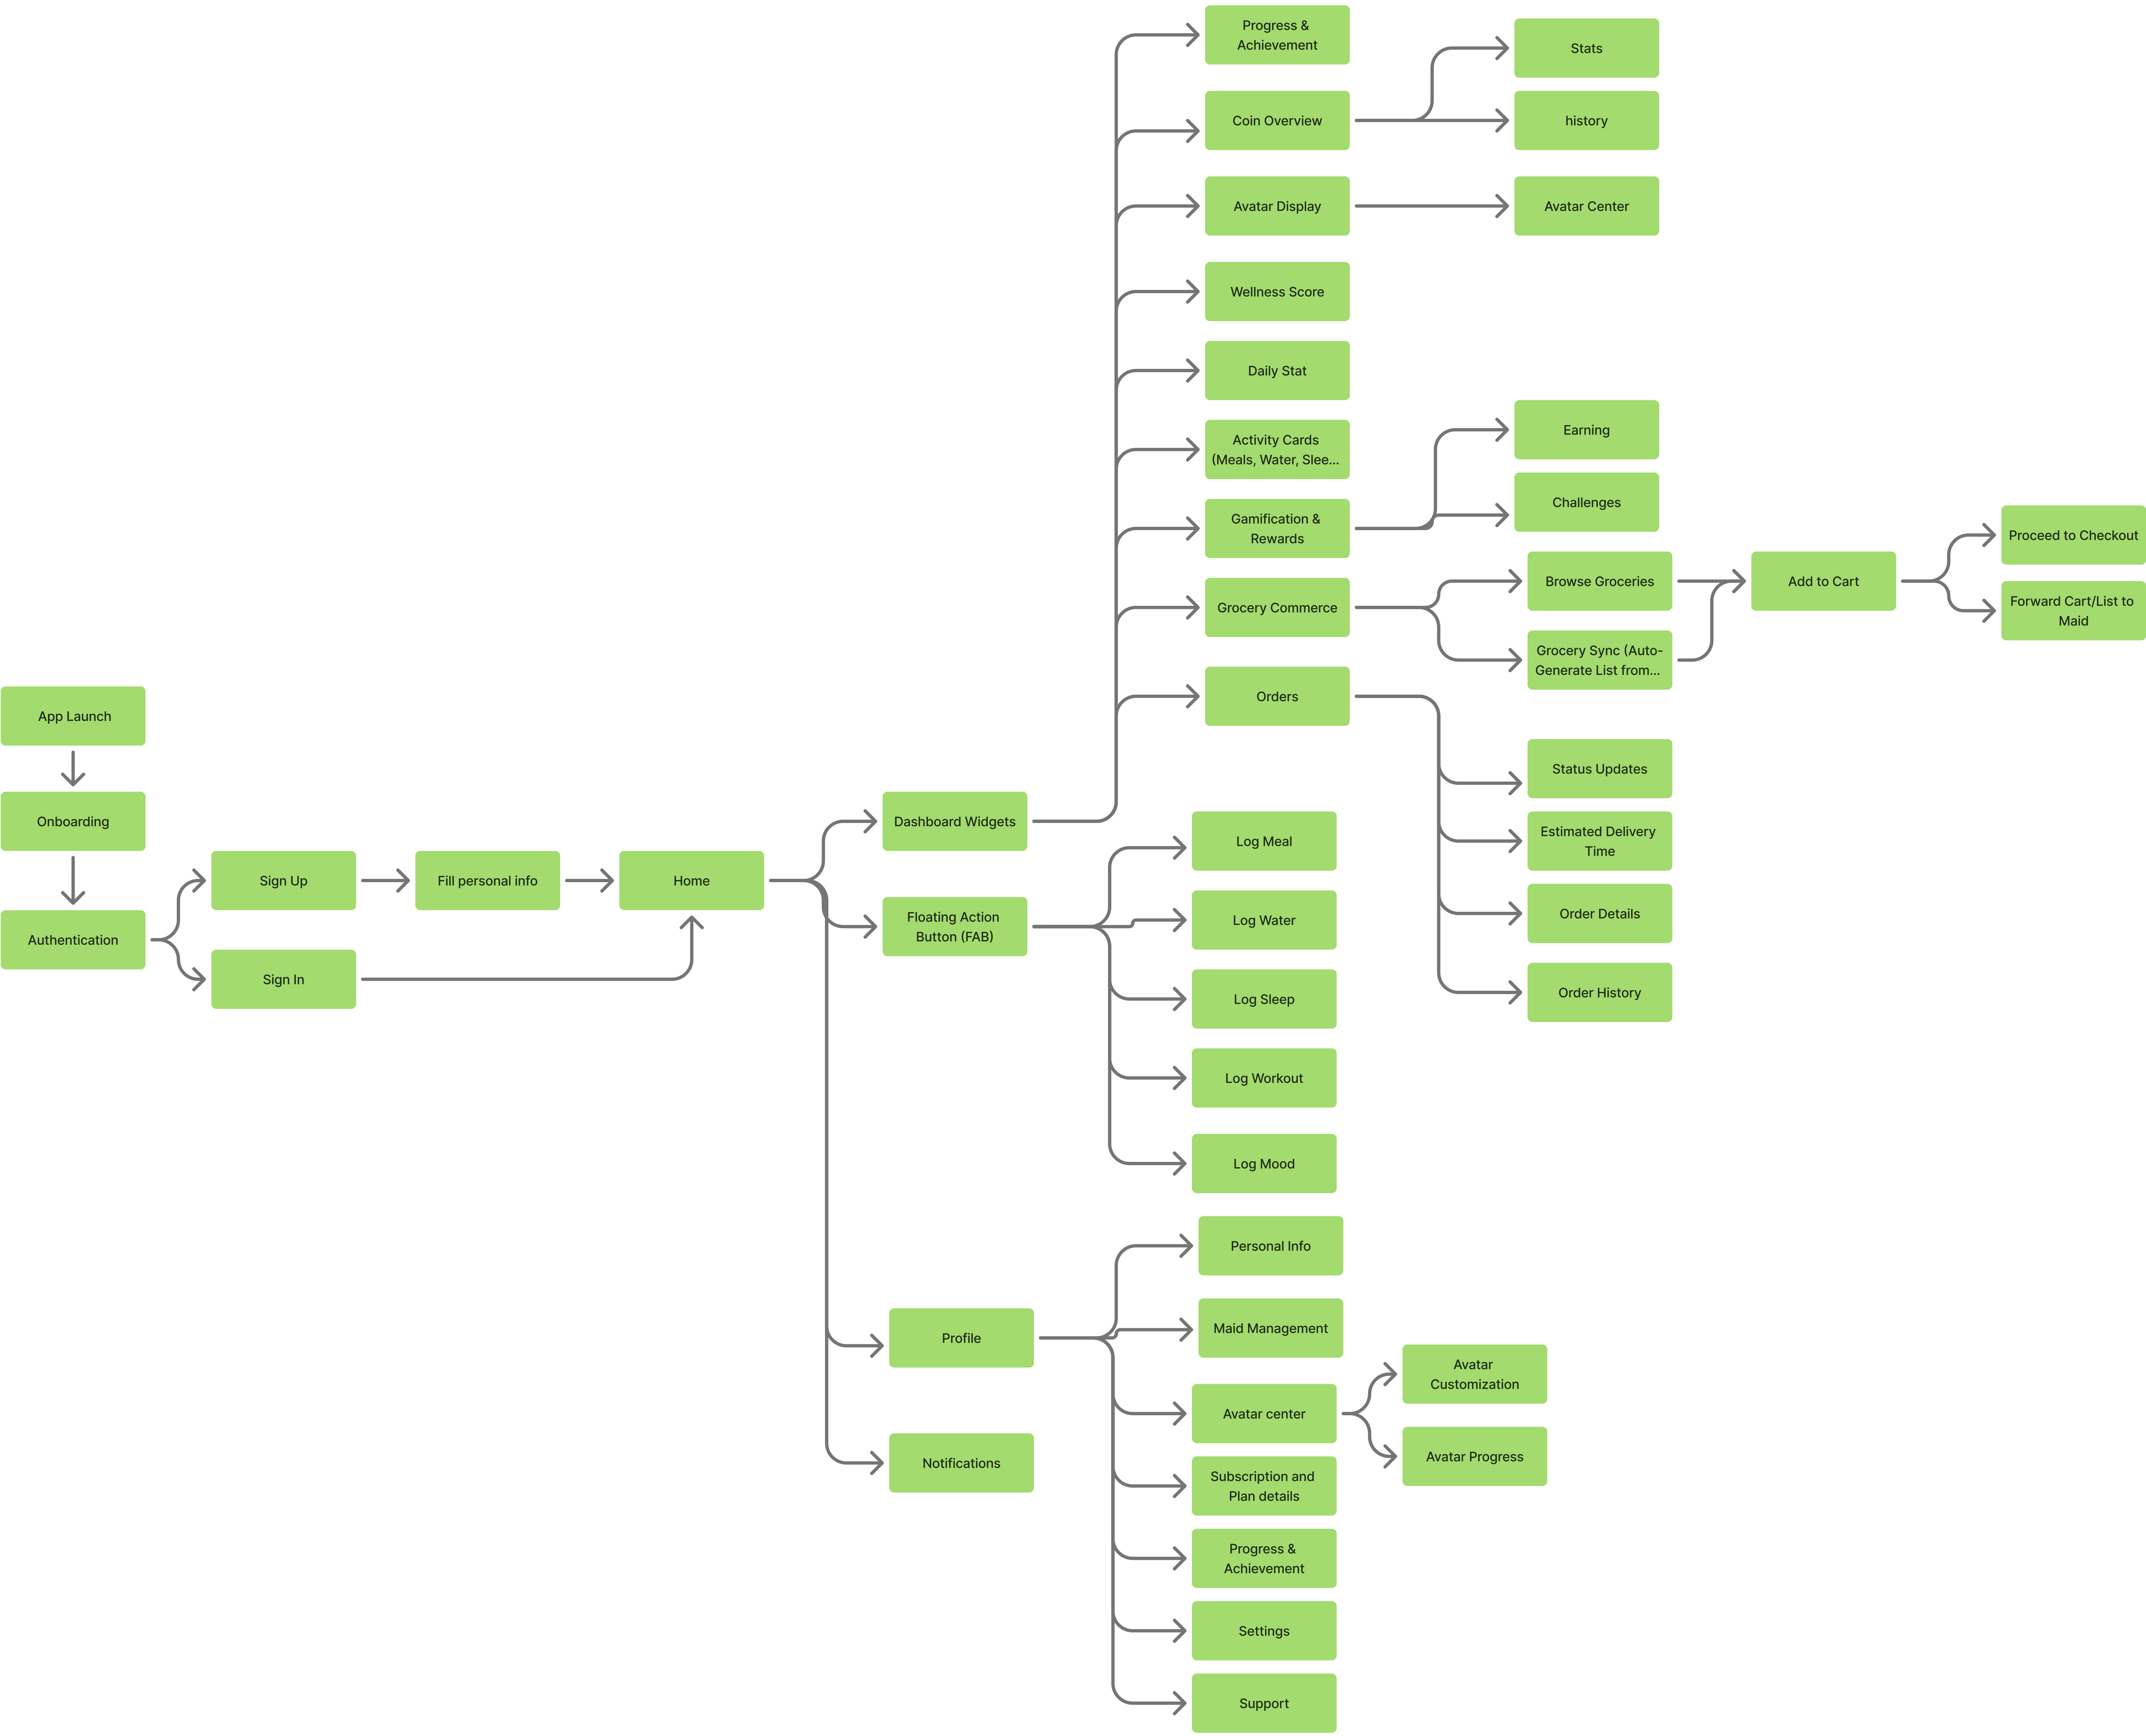 App Launch
Onboarding
Authentication
Sign Up
Sign In
Fill personal info
Home
Dashboard Widgets
Floating Action
Button (FAB)
Profile
Notifications
Progress &
Achievement
Coin Overview
Avatar Display
Wellness Score
Daily Stat
Activity Cards
(Meals, Water, Slee...
Gamification &
Rewards
Grocery Commerce
Orders
Stats
history
Avatar Center
Earning
Challenges
Browse Groceries
Grocery Sync (Auto-
Generate List from...
Add to Cart
Proceed to Checkout
Forward Cart/List to
Maid
Status Updates
Estimated Delivery
Time
Order Details
Order History
Log Meal
Log Water
Log Sleep
Log Workout
Log Mood
Personal Info
Maid Management
Avatar center
Subscription and
Plan details
Progress &
Achievement
Settings
Support
Avatar
Customization
Avatar Progress